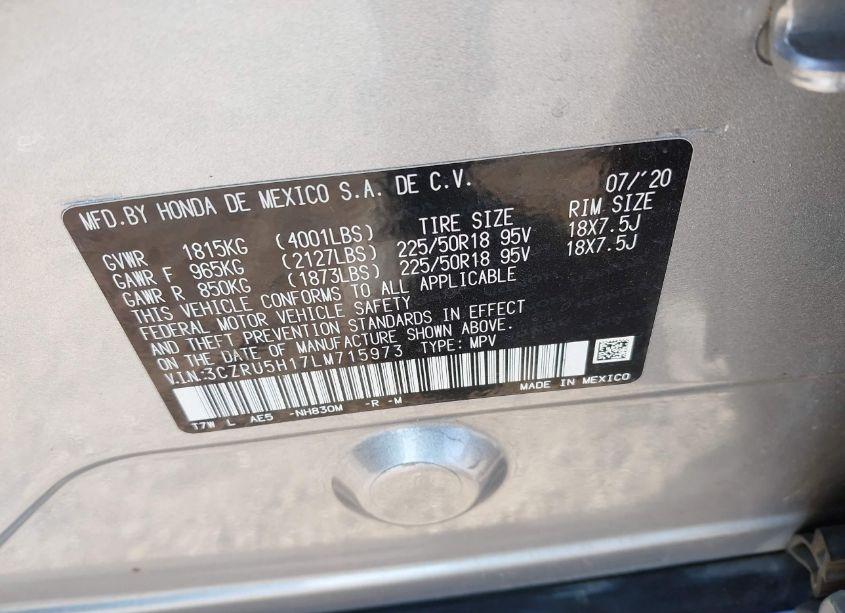 MFD.BY HONDA DE MEXICO S.A. DE C.V. 07/'20
TIRE SIZE RIM SIZE
GVWR 1815KG (4001LBS)
GAWR F 965KG (2127LBS) 225/50R18 95V 18X7.5J
GAWR R 850KG (1873LBS) 225/50R18 95V 18X7.5J
THIS VEHICLE CONFORMS TO ALL APPLICABLE
FEDERAL MOTOR VEHICLE SAFETY
AND THEFT PREVENTION STANDARDS IN EFFECT
ON THE DATE OF MANUFACTURE SHOWN ABOVE.
V.I.N:3CZRU5H17LM715973 TYPE: MPV
T7W L AE5 -NH830M -R -M MADE IN MEXICO